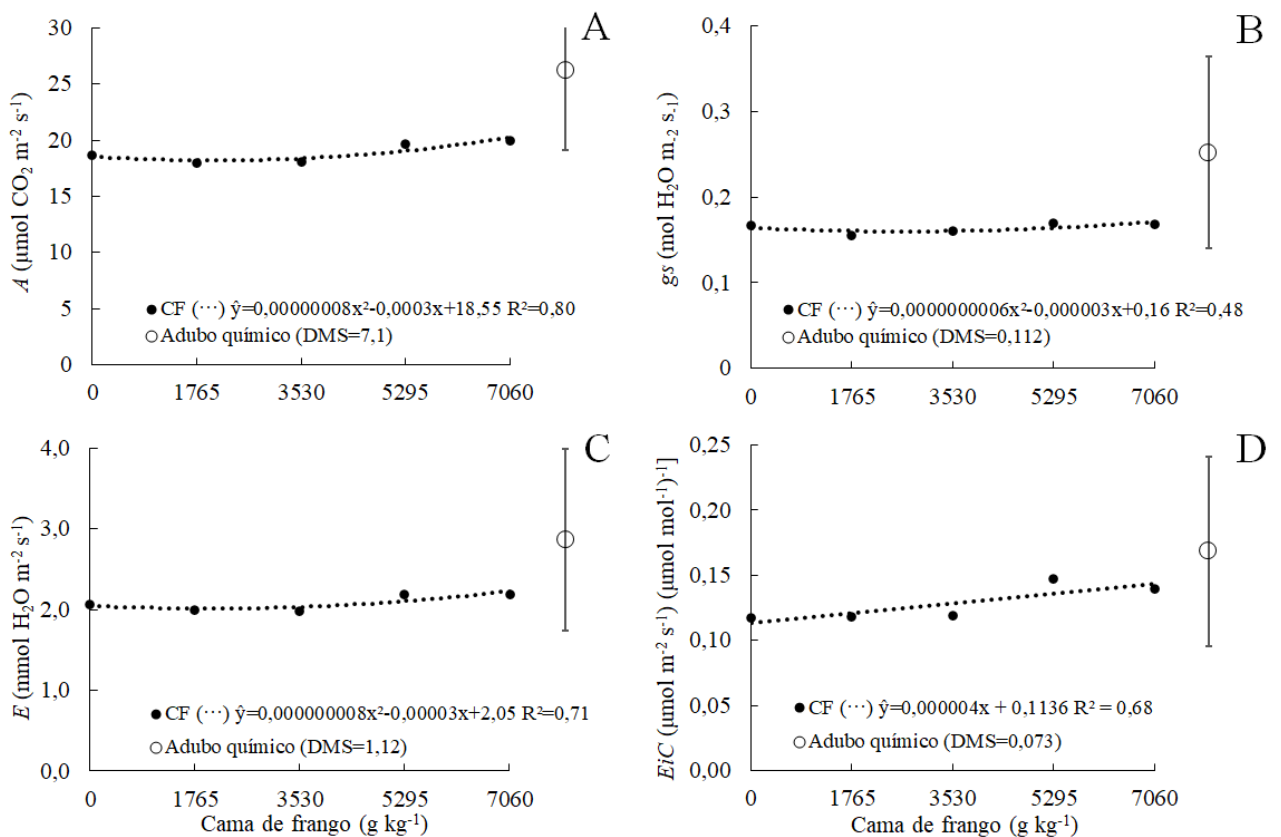 A
30
25
20
15
10
5
0
A (µmol CO₂ m⁻² s⁻¹)
CF (···) ŷ=0,00000008x²-0,0003x+18,55 R²=0,80
Adubo químico (DMS=7,1)
0 1765 3530 5295 7060
B
0,4
0,3
0,2
0,1
0
gs (mol H₂O m₋₂ s₋₁)
CF (···) ŷ=0,0000000006x²-0,000003x+0,16 R²=0,48
Adubo químico (DMS=0,112)
0 1765 3530 5295 7060
C
4,0
3,0
2,0
1,0
0,0
E (mmol H₂O m⁻² s⁻¹)
CF (···) ŷ=0,000000008x²-0,00003x+2,05 R²=0,71
Adubo químico (DMS=1,12)
0 1765 3530 5295 7060
Cama de frango (g kg⁻¹)
D
0,25
0,20
0,15
0,10
0,05
0,00
EiC (µmol m⁻² s⁻¹) (µmol mol⁻¹)⁻¹]
CF (···) ŷ=0,000004x + 0,1136 R² = 0,68
Adubo químico (DMS=0,073)
0 1765 3530 5295 7060
Cama de frango (g kg⁻¹)